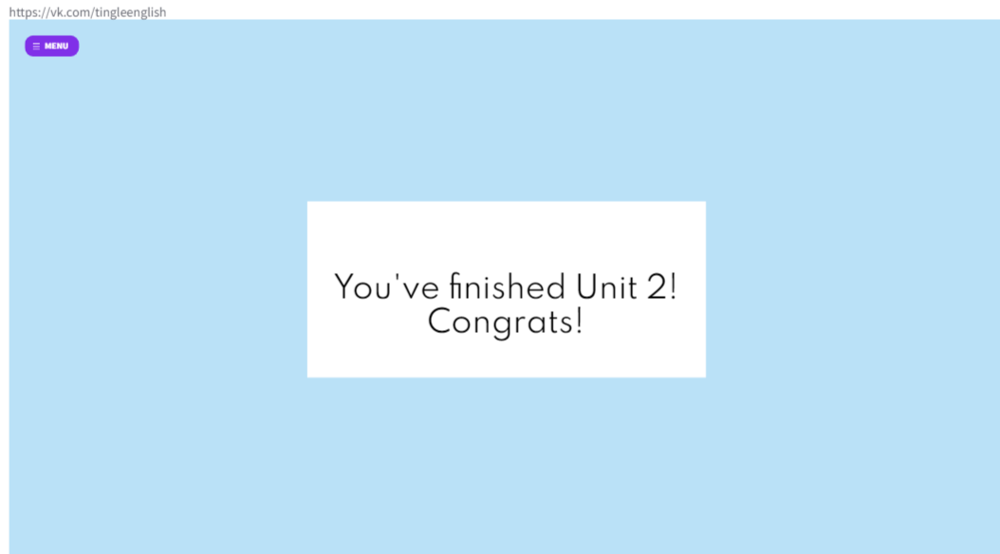 https://vk.com/tingleenglish
☰ MENU
You've finished Unit 2!
Congrats!